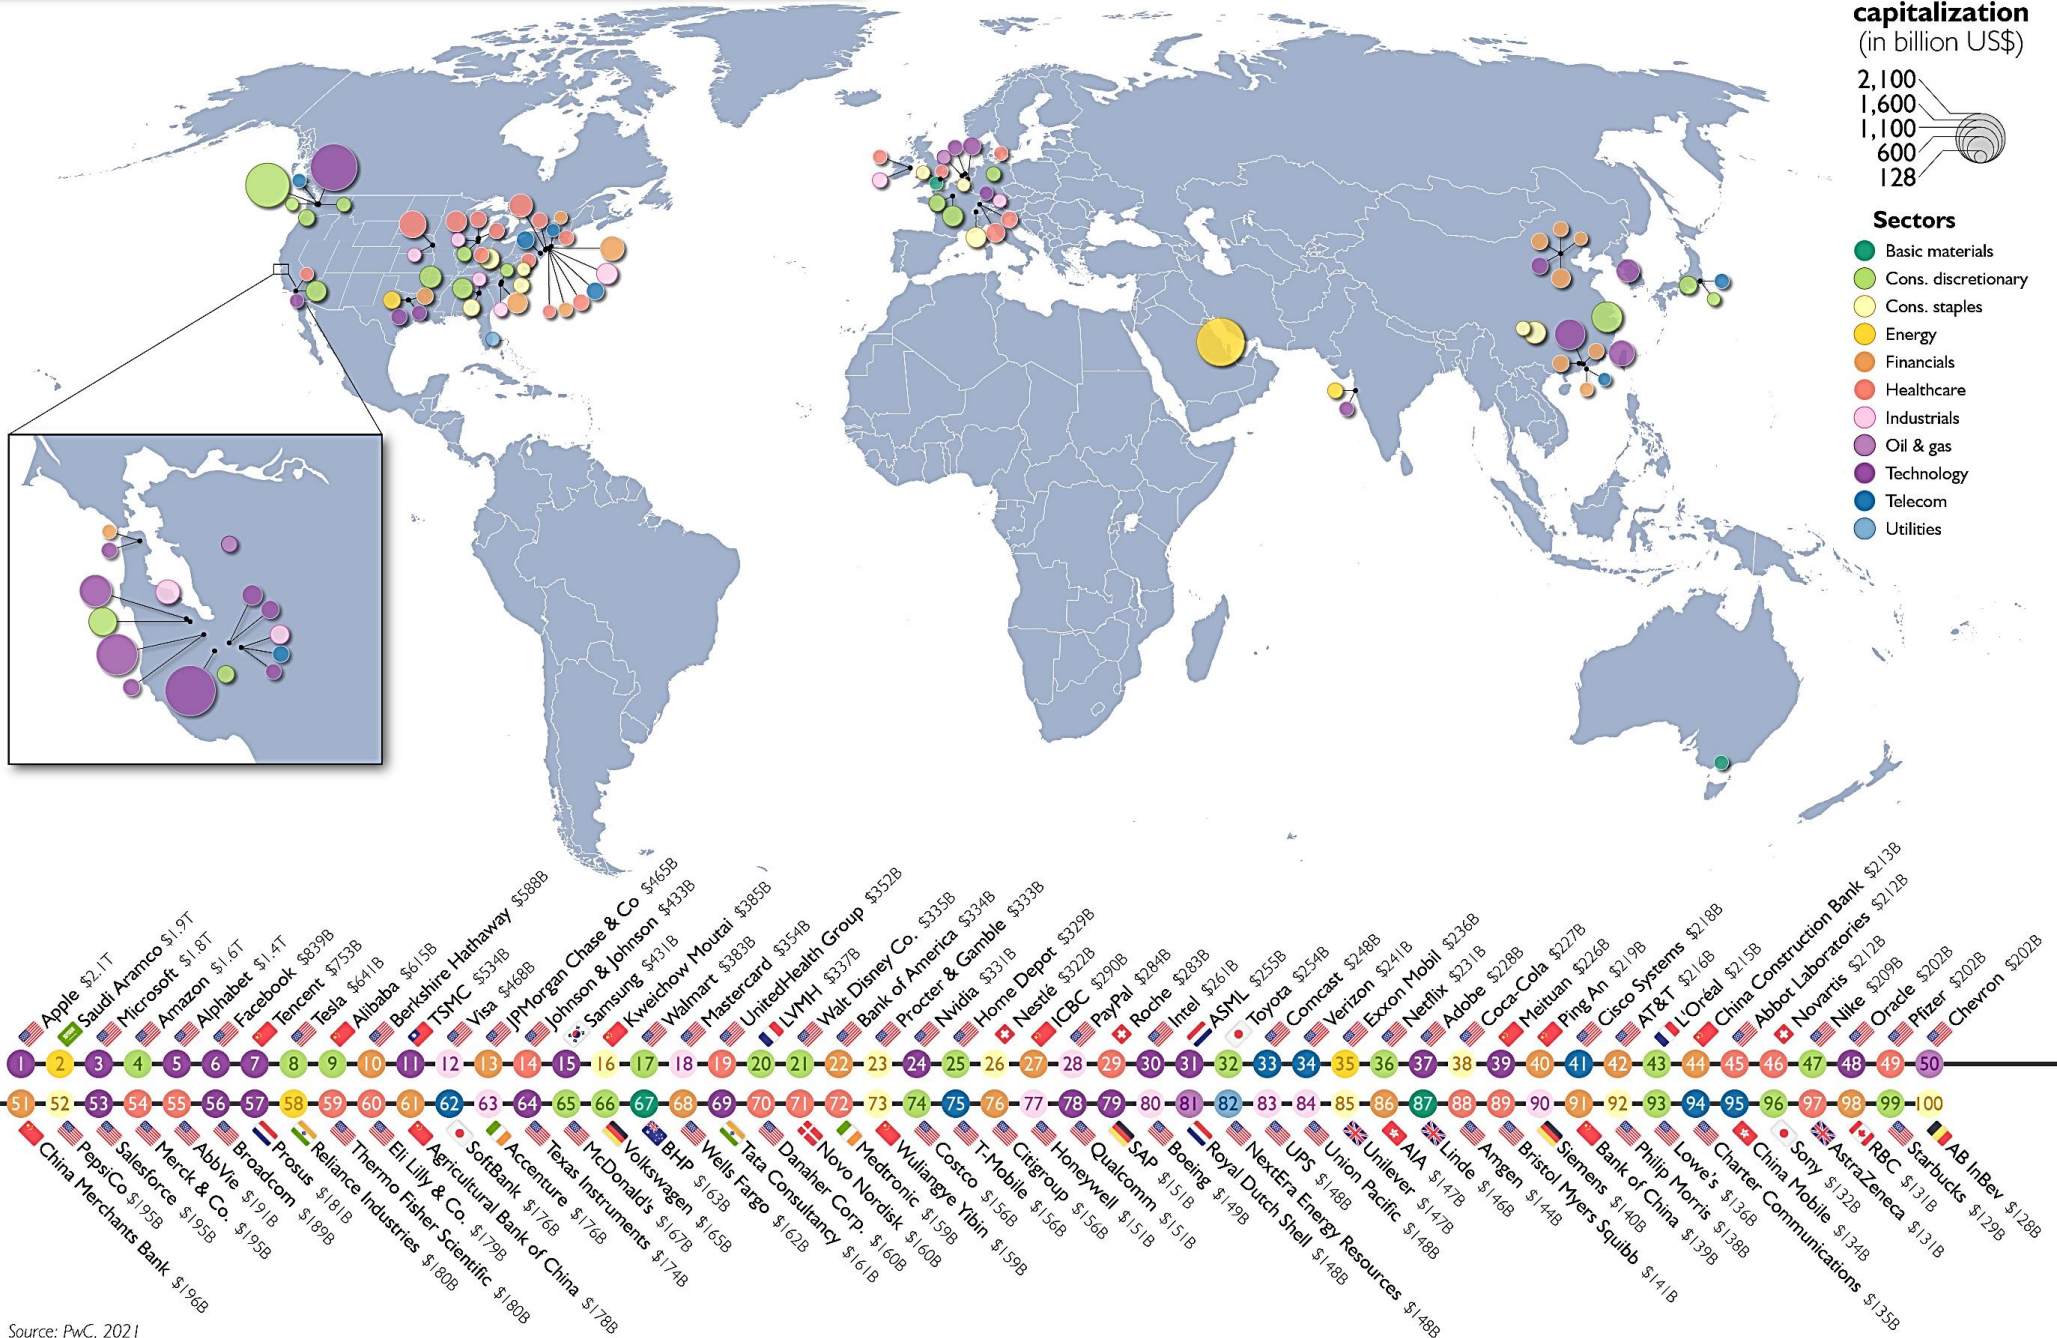 capitalization
(in billion US$)
2,100
1,600
1,100
600
128
Sectors
Basic materials
Cons. discretionary
Cons. staples
Energy
Financials
Healthcare
Industrials
Oil & gas
Technology
Telecom
Utilities
Apple $2.1T
Saudi Aramco $1.9T
Microsoft $1.8T
Amazon $1.6T
Alphabet $1.4T
Facebook $839B
Tencent $753B
Tesla $641B
Alibaba $615B
Berkshire Hathaway $588B
TSMC $534B
Visa $468B
JPMorgan Chase & Co $465B
Johnson & Johnson $433B
Samsung $431B
Kweichow Moutai $385B
Walmart $383B
Mastercard $354B
UnitedHealth Group $352B
LVMH $337B
Walt Disney Co. $335B
Bank of America $334B
Procter & Gamble $333B
Nvidia $331B
Home Depot $329B
Nestlé $322B
ICBC $290B
PayPal $284B
Roche $283B
Intel $261B
ASML $255B
Toyota $254B
Comcast $248B
Verizon $241B
Exxon Mobil $236B
Netflix $231B
Adobe $228B
Coca-Cola $227B
Meituan $226B
Ping An $219B
Cisco Systems $218B
AT&T $216B
L'Oréal $215B
China Construction Bank $213B
Abbot Laboratories $212B
Novartis $212B
Nike $209B
Oracle $202B
Pfizer $202B
Chevron $202B
1 2 3 4 5 6 7 8 9 10 11 12 13 14 15 16 17 18 19 20 21 22 23 24 25 26 27 28 29 30 31 32 33 34 35 36 37 38 39 40 41 42 43 44 45 46 47 48 49 50
51 52 53 54 55 56 57 58 59 60 61 62 63 64 65 66 67 68 69 70 71 72 73 74 75 76 77 78 79 80 81 82 83 84 85 86 87 88 89 90 91 92 93 94 95 96 97 98 99 100
China Merchants Bank $196B
PepsiCo $195B
Salesforce $195B
Merck & Co. $195B
AbbVie $191B
Broadcom $189B
Prosus $181B
Reliance Industries $180B
Thermo Fisher Scientific $180B
Eli Lilly & Co. $179B
Agricultural Bank of China $178B
SoftBank $176B
Accenture $176B
Texas Instruments $174B
McDonald's $167B
Volkswagen $165B
BHP $163B
Wells Fargo $162B
Tata Consultancy $161B
Danaher Corp. $160B
Novo Nordisk $160B
Medtronic $159B
Wuliangye Yibin $159B
Costco $156B
T-Mobile $156B
Citigroup $156B
Honeywell $151B
Qualcomm $151B
SAP $151B
Boeing $149B
Royal Dutch Shell $148B
NextEra Energy Resources $148B
UPS $148B
Union Pacific $148B
Unilever $147B
AIA $147B
Linde $146B
Amgen $144B
Bristol Myers Squibb $141B
Siemens $140B
Bank of China $139B
Philip Morris $138B
Lowe's $136B
Charter Communications $135B
China Mobile $134B
Sony $132B
AstraZeneca $131B
RBC $131B
Starbucks $129B
AB InBev $128B
Source: PwC, 2021